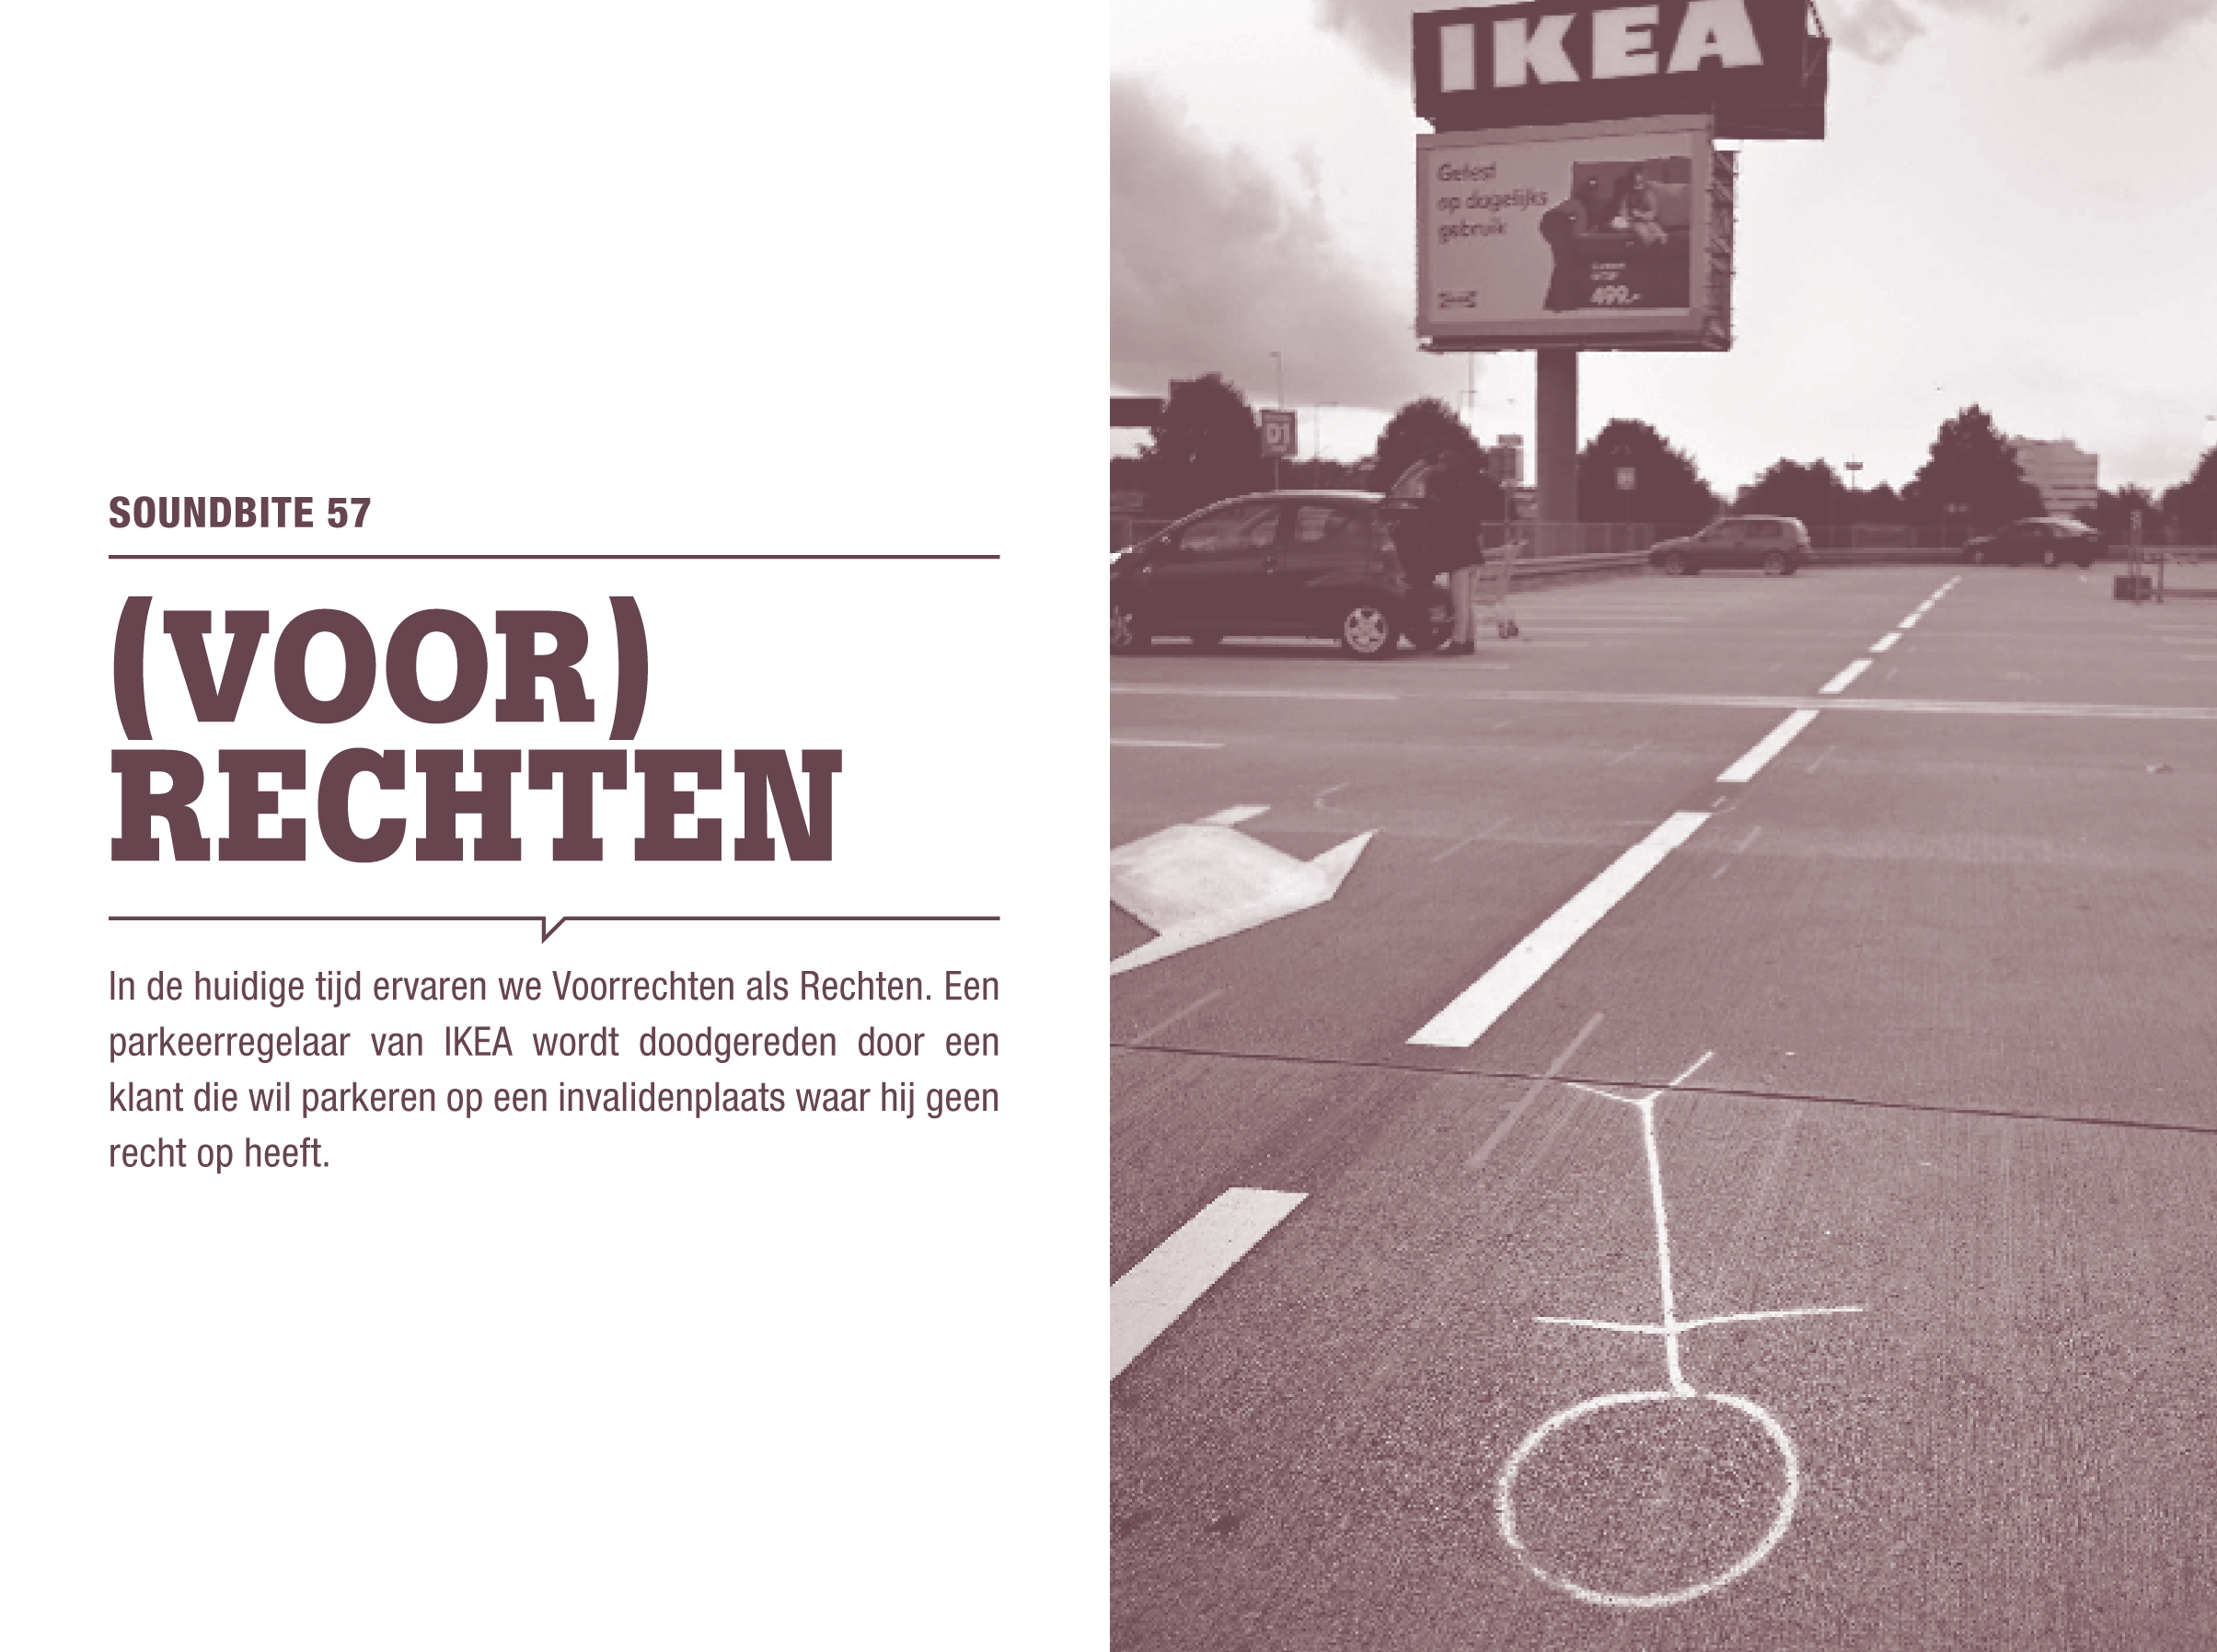 SOUNDBITE 57
(VOOR)
RECHTEN
In de huidige tijd ervaren we Voorrechten als Rechten. Een
parkeerregelaar van IKEA wordt doodgereden door een
klant die wil parkeren op een invalidenplaats waar hij geen
recht op heeft.
IKEA
Getest
op dagelijks
gebruik
499.-
D1